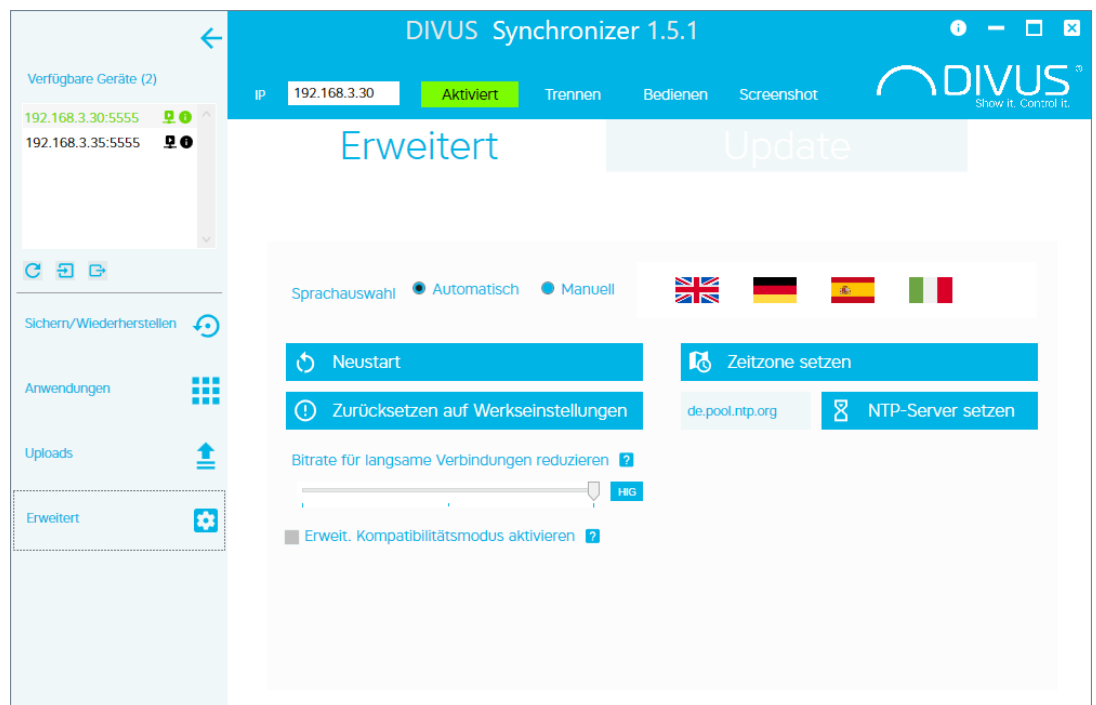 DIVUS Synchronizer 1.5.1
Verfügbare Geräte (2)
192.168.3.30:5555
192.168.3.35:5555
IP 192.168.3.30 Aktiviert Trennen Bedienen Screenshot
DIVUS ®
Show it. Control it.
Erweitert Update
Sichern/Wiederherstellen
Anwendungen
Uploads
Erweitert
Sprachauswahl Automatisch Manuell
Neustart Zeitzone setzen
Zurücksetzen auf Werkseinstellungen de.pool.ntp.org NTP-Server setzen
Bitrate für langsame Verbindungen reduzieren ?
HIG
Erweit. Kompatibilitätsmodus aktivieren ?